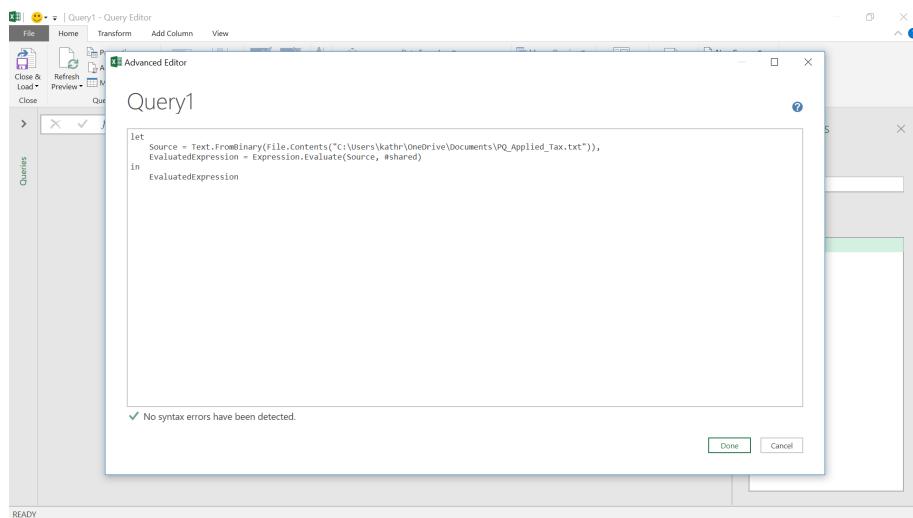 Query1 - Query Editor
File Home Transform Add Column View
Close &
Load
Refresh
Preview
Close
Advanced Editor
Query1
let
    Source = Text.FromBinary(File.Contents("C:\Users\kathr\OneDrive\Documents\PQ_Applied_Tax.txt")),
    EvaluatedExpression = Expression.Evaluate(Source, #shared)
in
    EvaluatedExpression
Queries
No syntax errors have been detected.
Done Cancel
READY